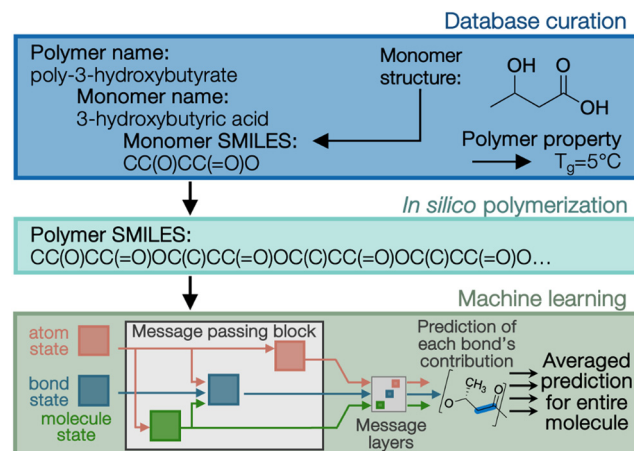 Database curation
Polymer name:
poly-3-hydroxybutyrate
Monomer name:
3-hydroxybutyric acid
Monomer SMILES:
CC(O)CC(=O)O
Monomer
structure:
OH
O
OH
Polymer property
Tg=5°C
In silico polymerization
Polymer SMILES:
CC(O)CC(=O)OC(C)CC(=O)OC(C)CC(=O)OC(C)CC(=O)O…
Machine learning
atom
state
bond
state
molecule
state
Message passing block
Message
layers
Prediction of
each bond's
contribution
CH3
O
O
Averaged
prediction
for entire
molecule